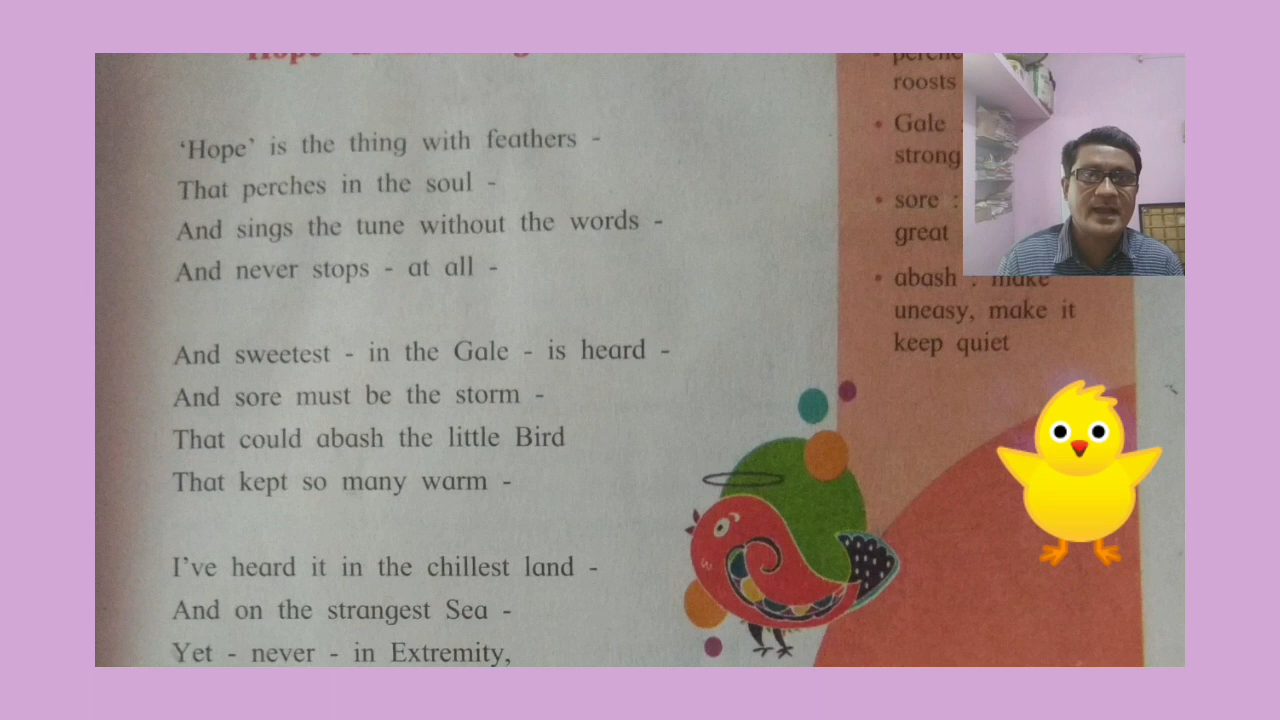 'Hope'
'Hope' is the thing with feathers -
That perches in the soul -
And sings the tune without the words -
And never stops - at all -
And sweetest - in the Gale - is heard -
And sore must be the storm -
That could abash the little Bird
That kept so many warm -
I've heard it in the chillest land -
And on the strangest Sea -
Yet - never - in Extremity,
roosts
• Gale
strong
• sore :
great
• abash : make
uneasy, make it
keep quiet